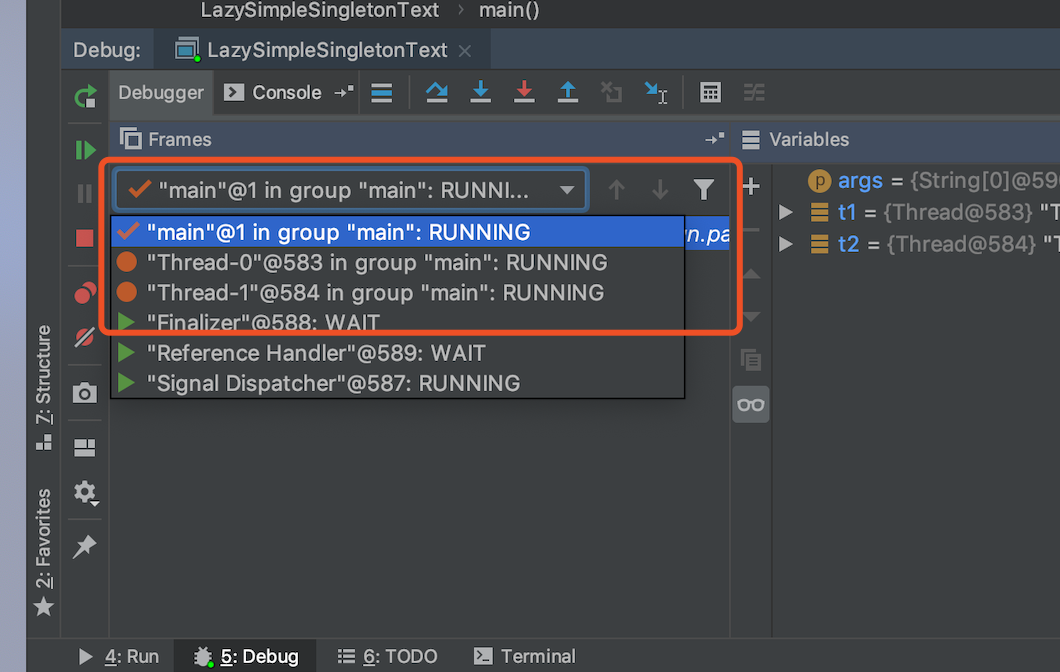 LazySimpleSingletonText › main()
Debug: LazySimpleSingletonText ×
Debugger Console
Frames
Variables
"main"@1 in group "main": RUNNI...
"main"@1 in group "main": RUNNING
"Thread-0"@583 in group "main": RUNNING
"Thread-1"@584 in group "main": RUNNING
"Finalizer"@588: WAIT
"Reference Handler"@589: WAIT
"Signal Dispatcher"@587: RUNNING
n.pa
p args = {String[0]@59
t1 = {Thread@583} "T
t2 = {Thread@584} "T
Z: Structure
2: Favorites
4: Run 5: Debug 6: TODO Terminal